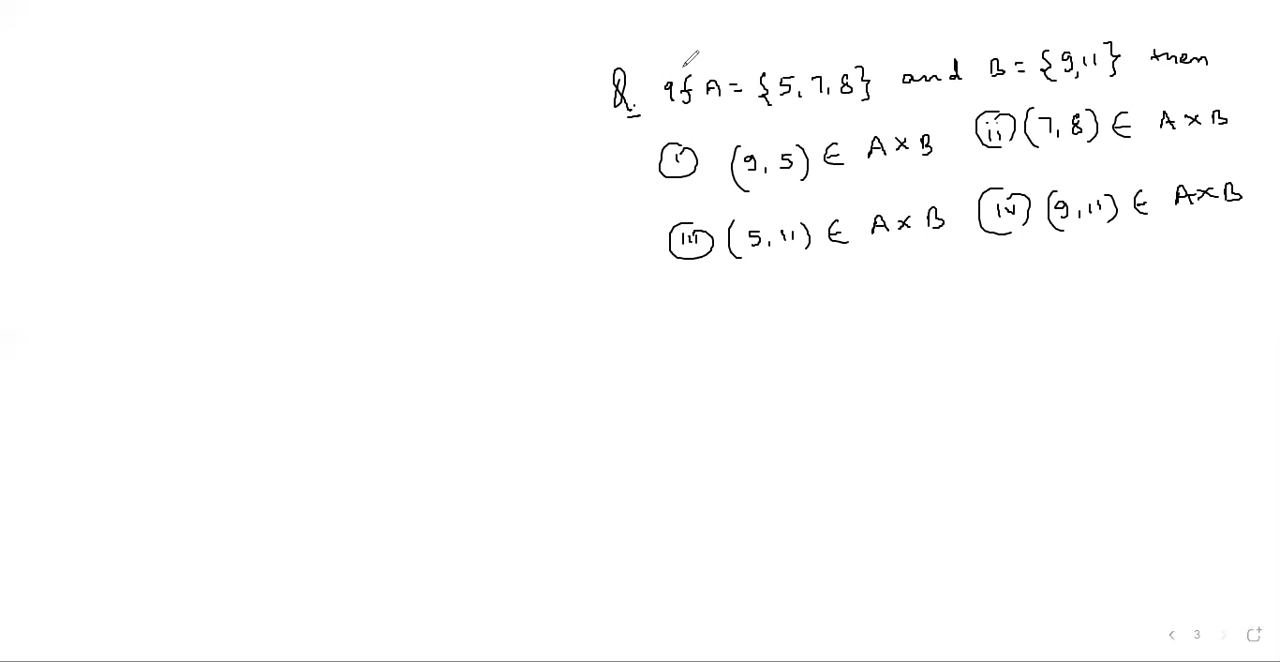 Q. If A = {5, 7, 8} and B = {9, 11} then
(i) (9, 5) ∈ A × B (ii) (7, 8) ∈ A × B
(iii) (5, 11) ∈ A × B (iv) (9, 11) ∈ A × B
3